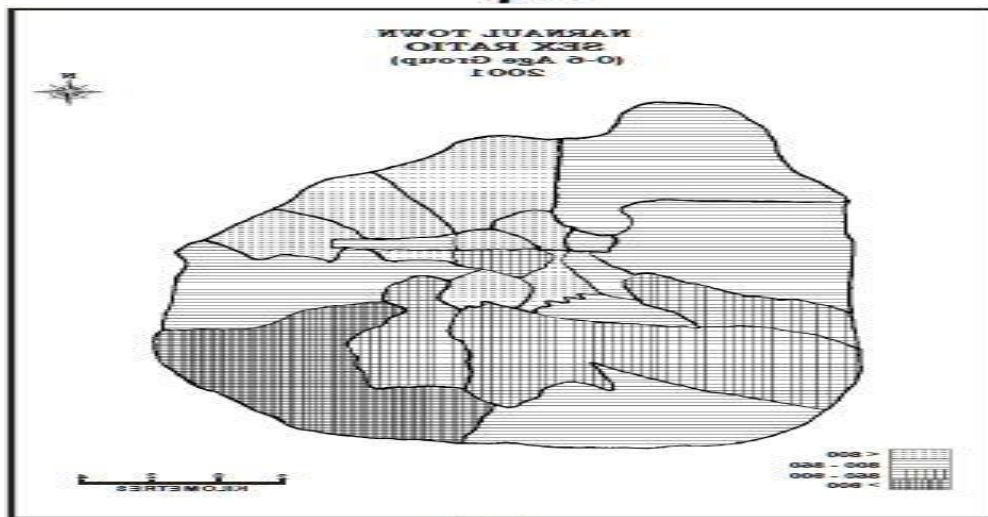 NARNAUL TOWN
SEX RATIO
(0-6 Age Group)
2001
N
800 >
800 - 850
850 - 900
900 <
KILOMETRES